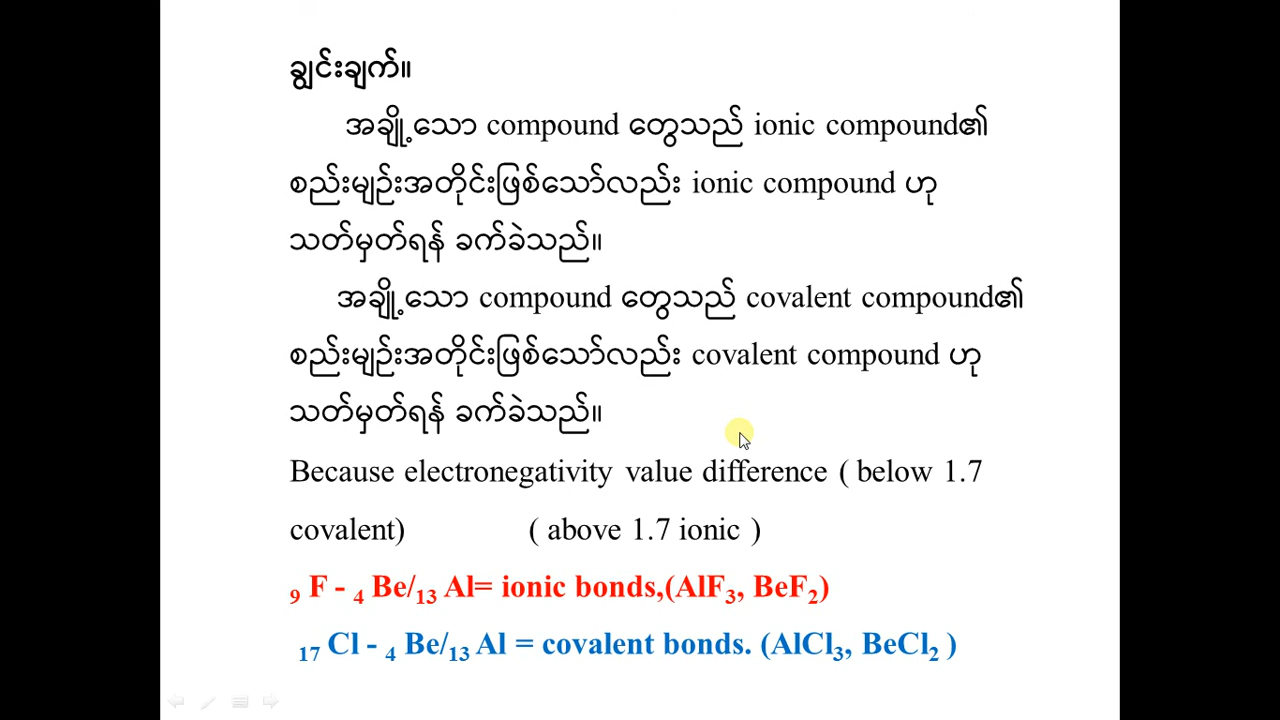 ချွင်းချက်။
အချို့သော compound တွေသည် ionic compound၏
စည်းမျဉ်းအတိုင်းဖြစ်သော်လည်း ionic compound ဟု
သတ်မှတ်ရန် ခက်ခဲသည်။
အချို့သော compound တွေသည် covalent compound၏
စည်းမျဉ်းအတိုင်းဖြစ်သော်လည်း covalent compound ဟု
သတ်မှတ်ရန် ခက်ခဲသည်။
Because electronegativity value difference ( below 1.7
covalent) ( above 1.7 ionic )
₉ F - ₄ Be/₁₃ Al= ionic bonds,(AlF₃, BeF₂)
₁₇ Cl - ₄ Be/₁₃ Al = covalent bonds. (AlCl₃, BeCl₂ )